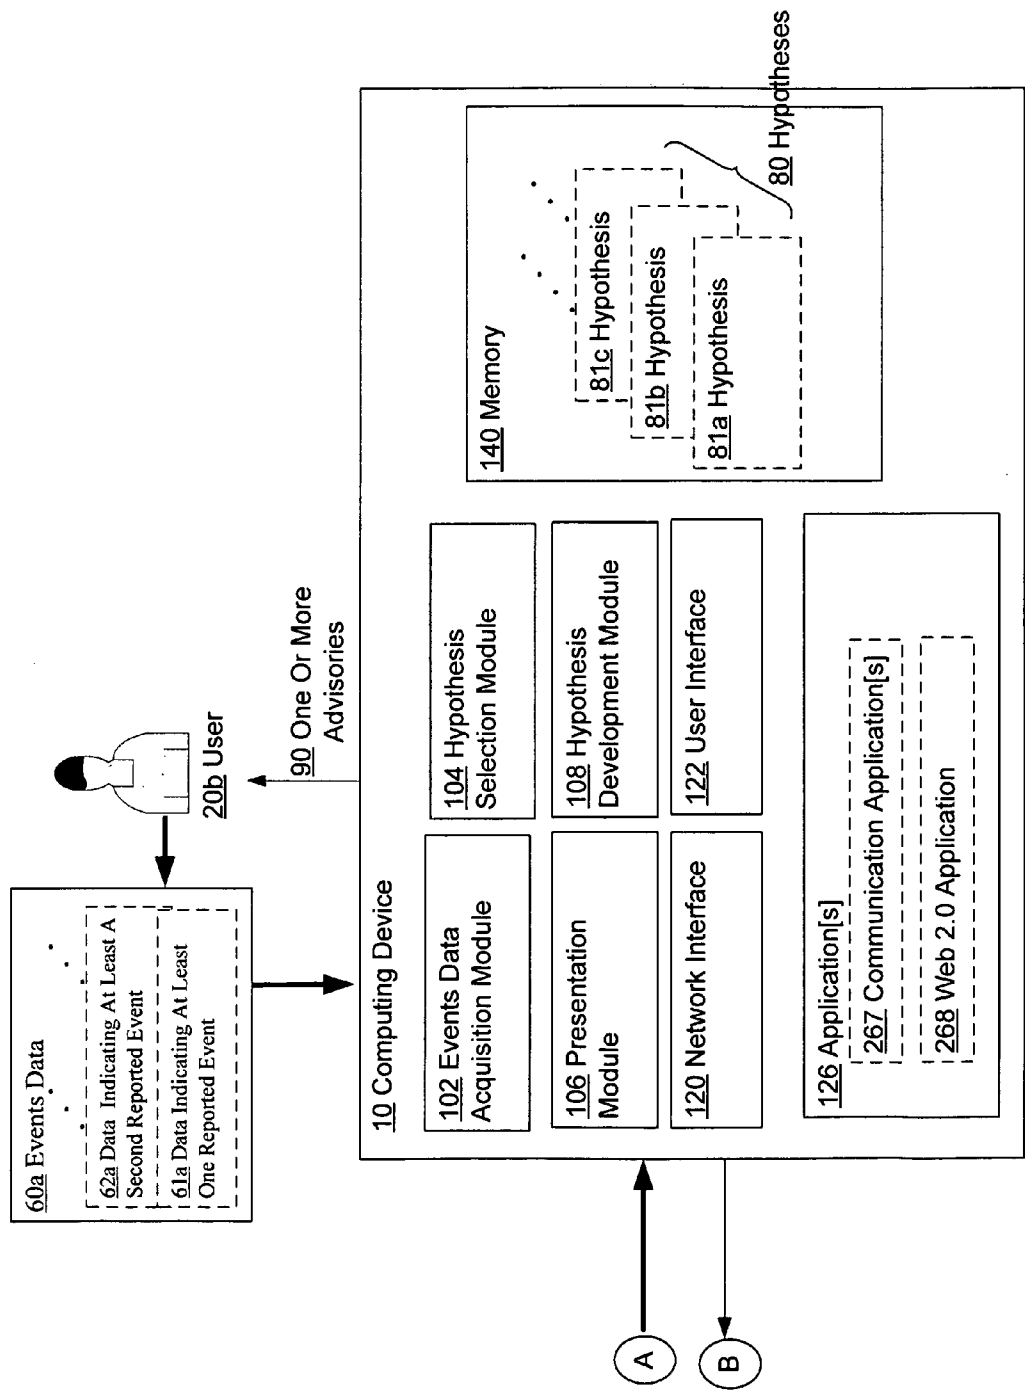 60a Events Data
62a Data Indicating At Least A
Second Reported Event
61a Data Indicating At Least
One Reported Event
20b User
90 One Or More
Advisories
10 Computing Device
102 Events Data
Acquisition Module
104 Hypothesis
Selection Module
106 Presentation
Module
108 Hypothesis
Development Module
120 Network Interface
122 User Interface
126 Application[s]
267 Communication Application[s]
268 Web 2.0 Application
140 Memory
81c Hypothesis
81b Hypothesis
81a Hypothesis
80 Hypotheses
A
B